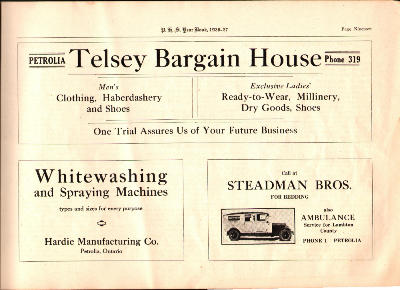 P. H. S. Year Book, 1936-37
Page Nineteen
PETROLIA Telsey Bargain House Phone 319
Men's
Clothing, Haberdashery
and Shoes
Exclusive Ladies'
Ready-to-Wear, Millinery,
Dry Goods, Shoes
One Trial Assures Us of Your Future Business
Whitewashing
and Spraying Machines
types and sizes for every purpose
Hardie Manufacturing Co.
Petrolia, Ontario
Call at
STEADMAN BROS.
FOR BEDDING
also
AMBULANCE
Service for Lambton
County
PHONE 1 PETROLIA